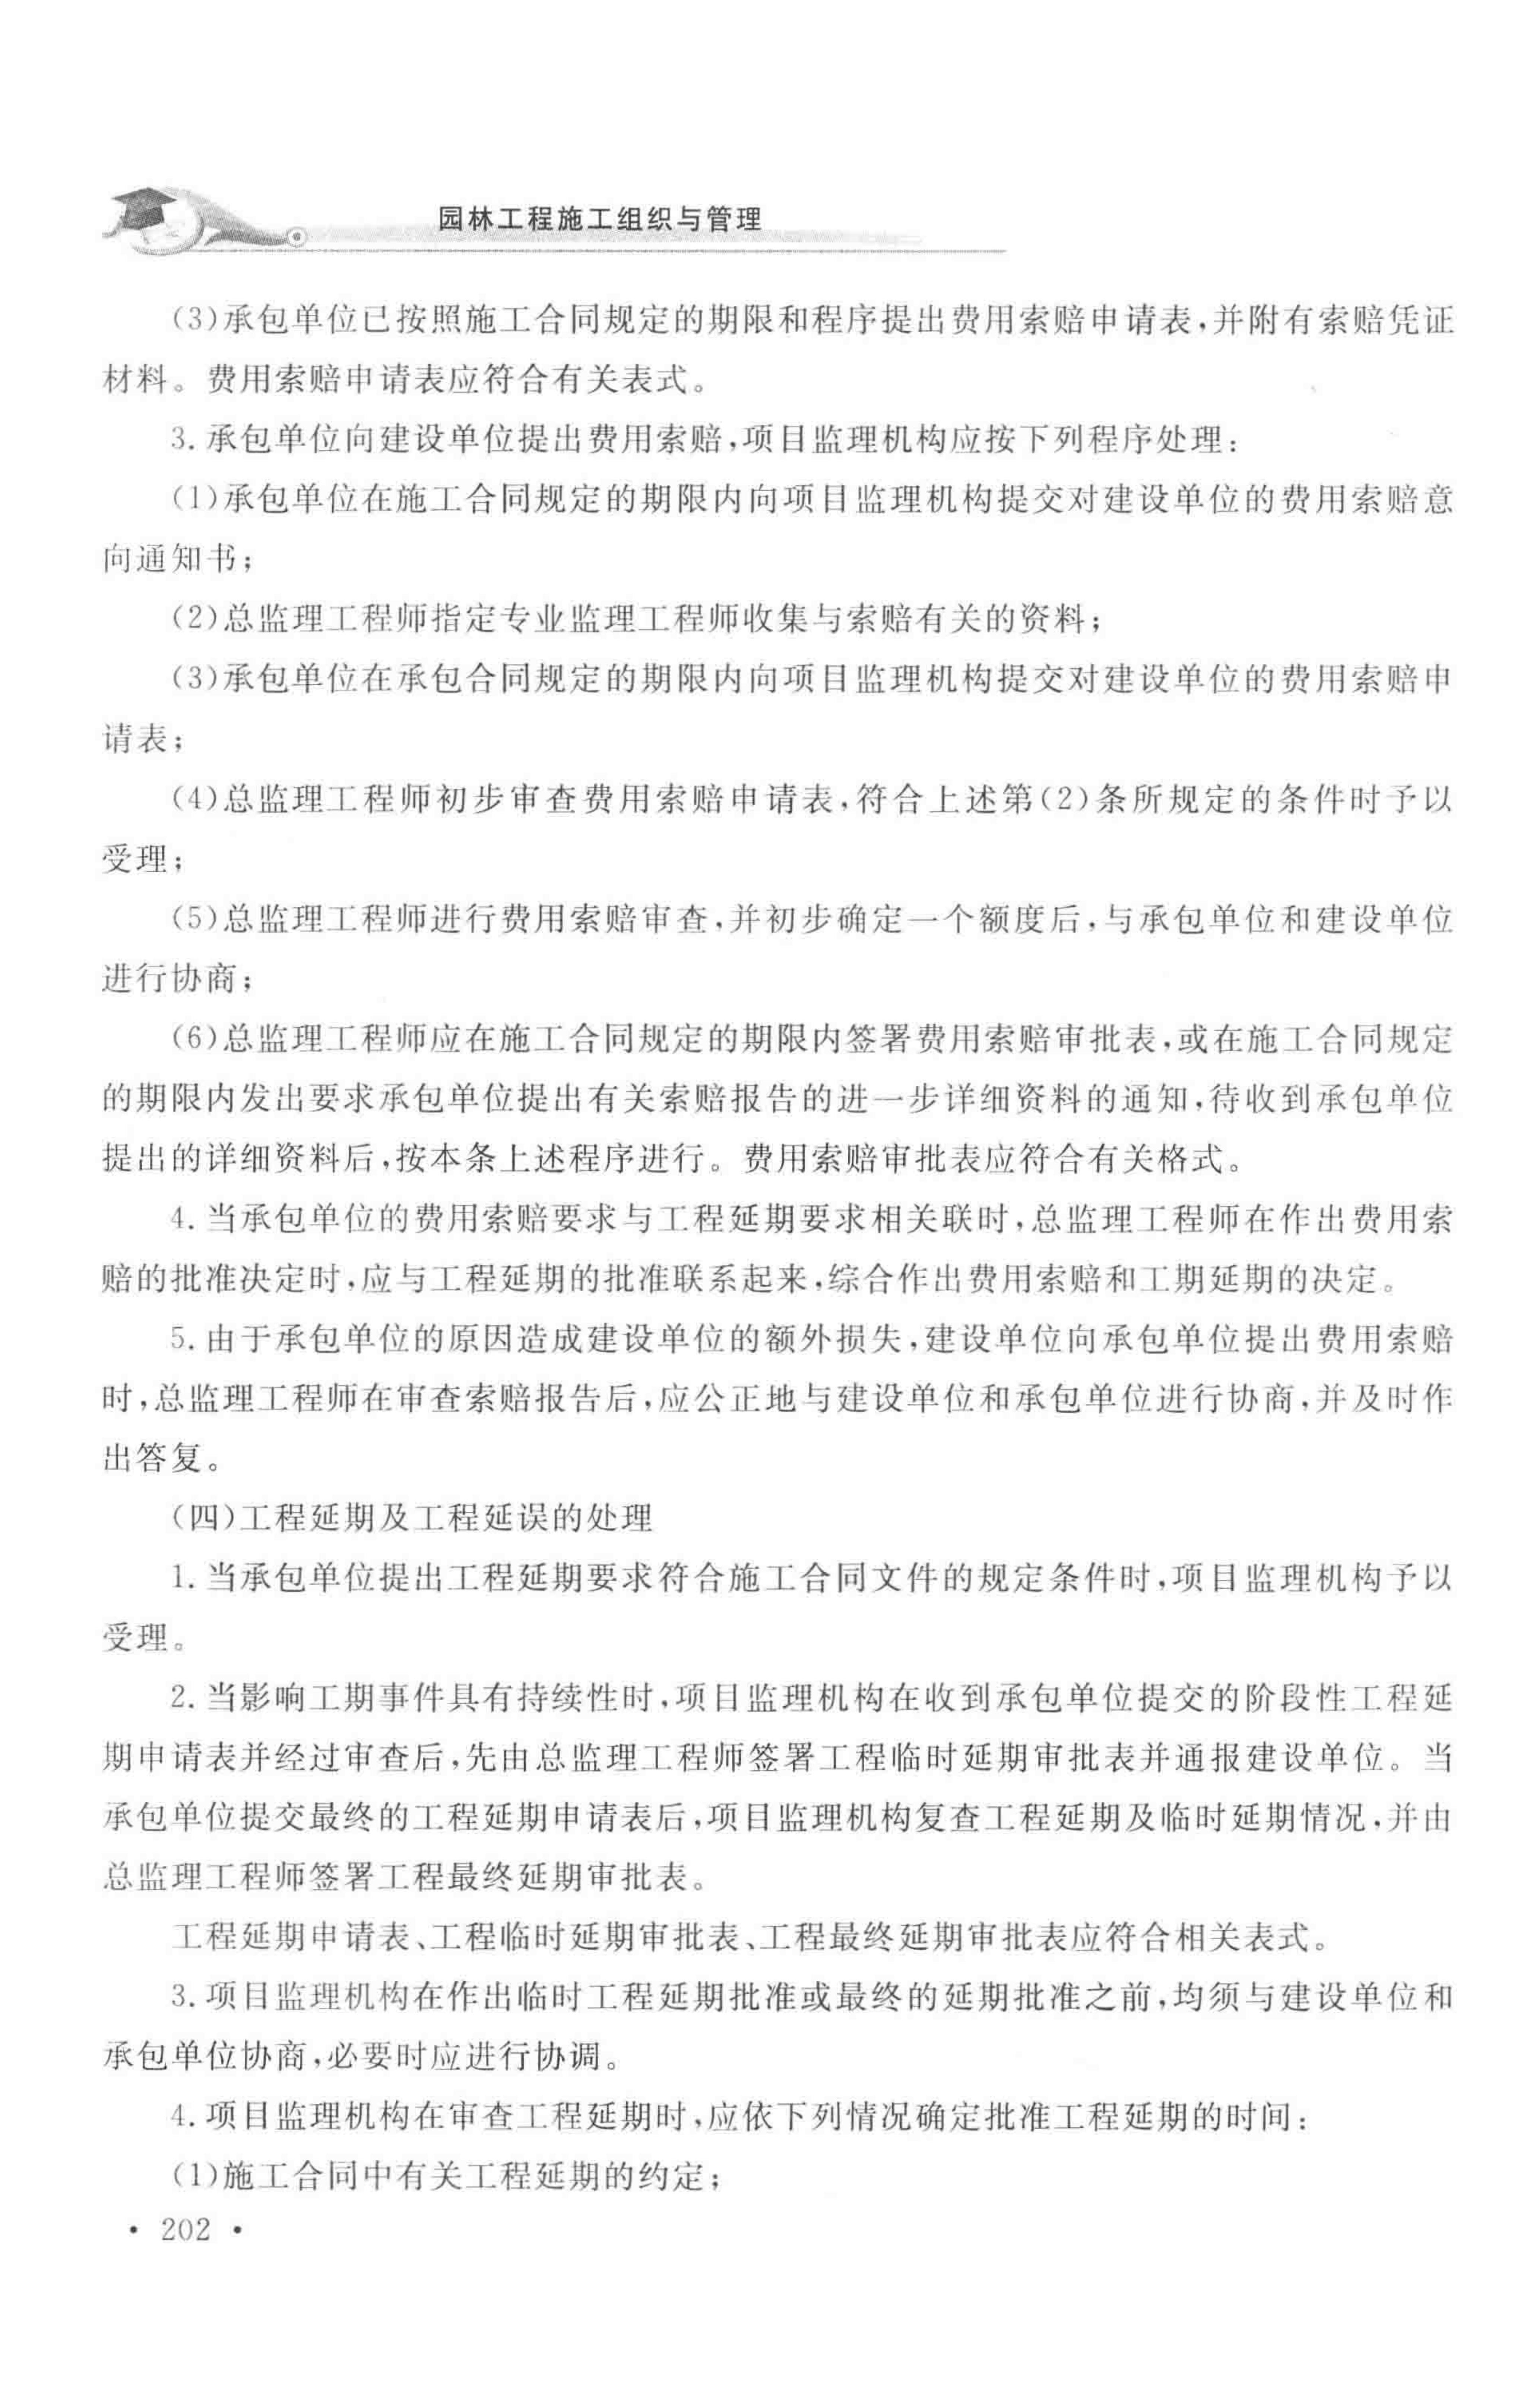 园林工程施工组织与管理
(3)承包单位已按照施工合同规定的期限和程序提出费用索赔申请表,并附有索赔凭证
材料。费用索赔申请表应符合有关表式。
3. 承包单位向建设单位提出费用索赔,项目监理机构应按下列程序处理:
(1)承包单位在施工合同规定的期限内向项目监理机构提交对建设单位的费用索赔意
向通知书;
(2)总监理工程师指定专业监理工程师收集与索赔有关的资料;
(3)承包单位在承包合同规定的期限内向项目监理机构提交对建设单位的费用索赔申
请表;
(4)总监理工程师初步审查费用索赔申请表,符合上述第(2)条所规定的条件时予以
受理;
(5)总监理工程师进行费用索赔审查,并初步确定一个额度后,与承包单位和建设单位
进行协商;
(6)总监理工程师应在施工合同规定的期限内签署费用索赔审批表,或在施工合同规定
的期限内发出要求承包单位提出有关索赔报告的进一步详细资料的通知,待收到承包单位
提出的详细资料后,按本条上述程序进行。费用索赔审批表应符合有关格式。
4. 当承包单位的费用索赔要求与工程延期要求相关联时,总监理工程师在作出费用索
赔的批准决定时,应与工程延期的批准联系起来,综合作出费用索赔和工期延期的决定。
5. 由于承包单位的原因造成建设单位的额外损失,建设单位向承包单位提出费用索赔
时,总监理工程师在审查索赔报告后,应公正地与建设单位和承包单位进行协商,并及时作
出答复。
(四)工程延期及工程延误的处理
1. 当承包单位提出工程延期要求符合施工合同文件的规定条件时,项目监理机构予以
受理。
2. 当影响工期事件具有持续性时,项目监理机构在收到承包单位提交的阶段性工程延
期申请表并经过审查后,先由总监理工程师签署工程临时延期审批表并通报建设单位。当
承包单位提交最终的工程延期申请表后,项目监理机构复查工程延期及临时延期情况,并由
总监理工程师签署工程最终延期审批表。
工程延期申请表、工程临时延期审批表、工程最终延期审批表应符合相关表式。
3. 项目监理机构在作出临时工程延期批准或最终的延期批准之前,均须与建设单位和
承包单位协商,必要时应进行协调。
4. 项目监理机构在审查工程延期时,应依下列情况确定批准工程延期的时间:
(1)施工合同中有关工程延期的约定;
· 202 ·